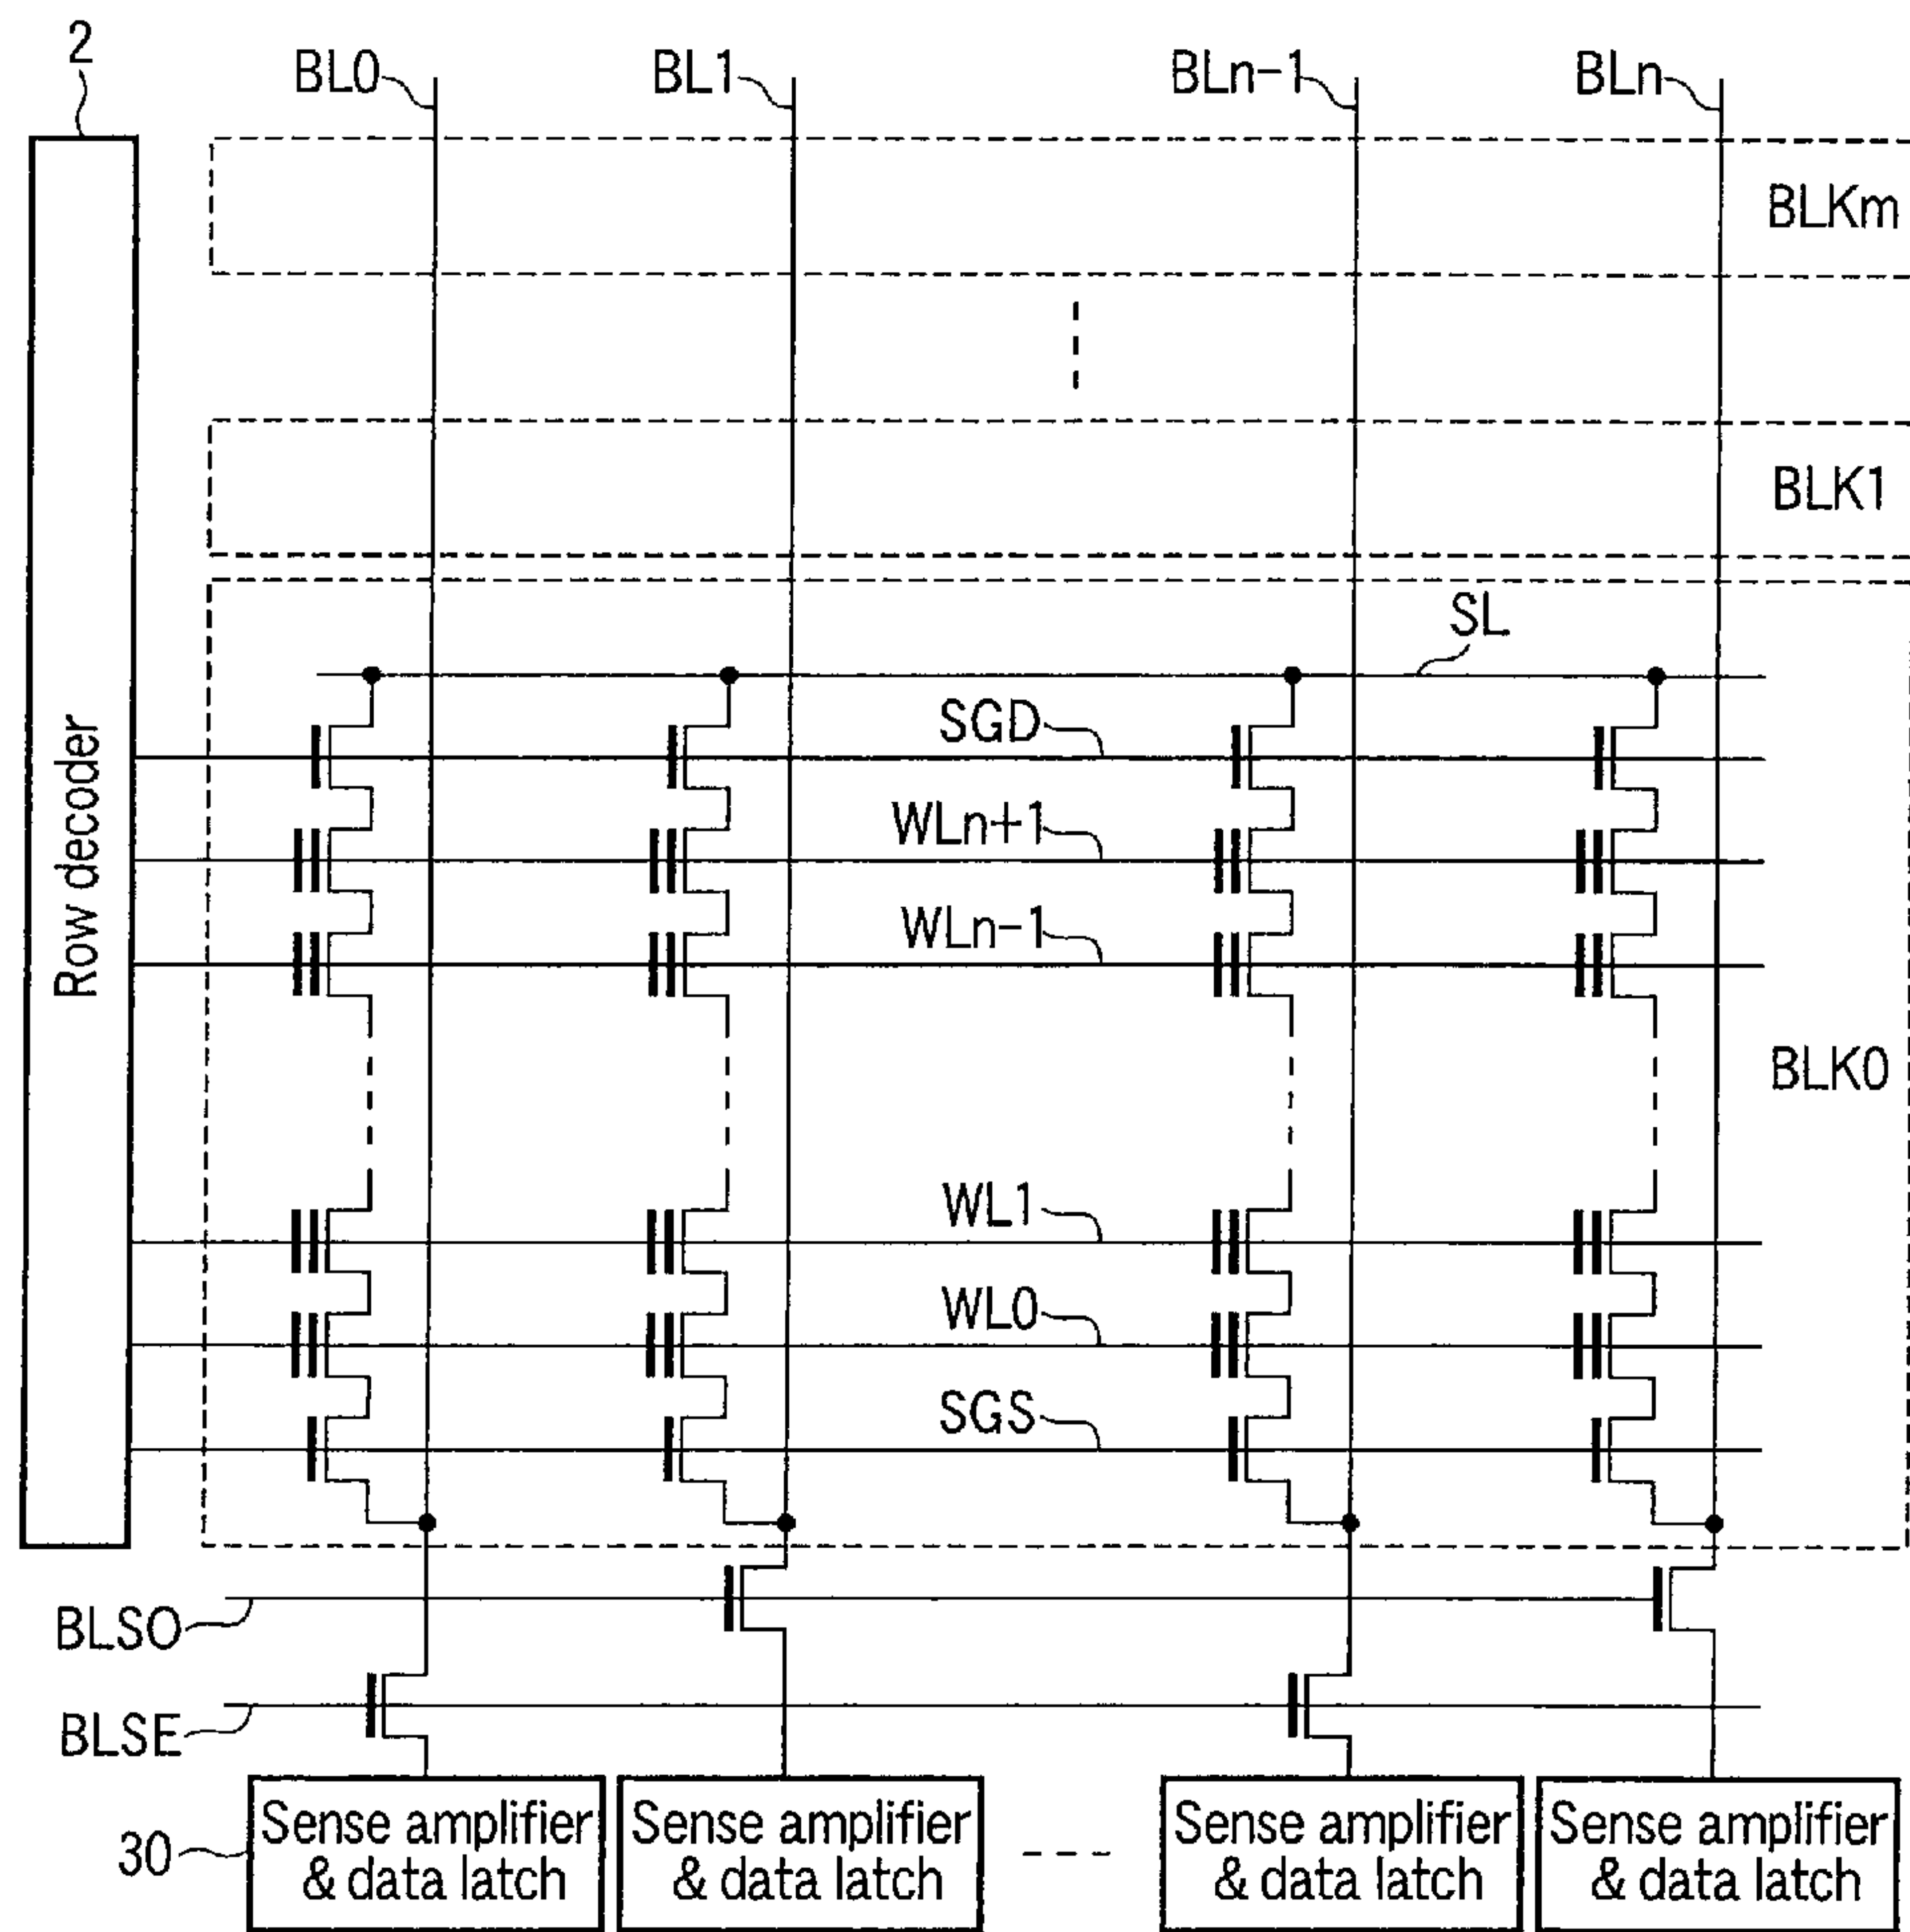 2
BL0
BL1
BLn-1
BLn
BLKm
BLK1
SL
SGD
WLn+1
WLn-1
Row decoder
BLK0
WL1
WL0
SGS
BLSO
BLSE
30
Sense amplifier
& data latch
Sense amplifier
& data latch
Sense amplifier
& data latch
Sense amplifier
& data latch